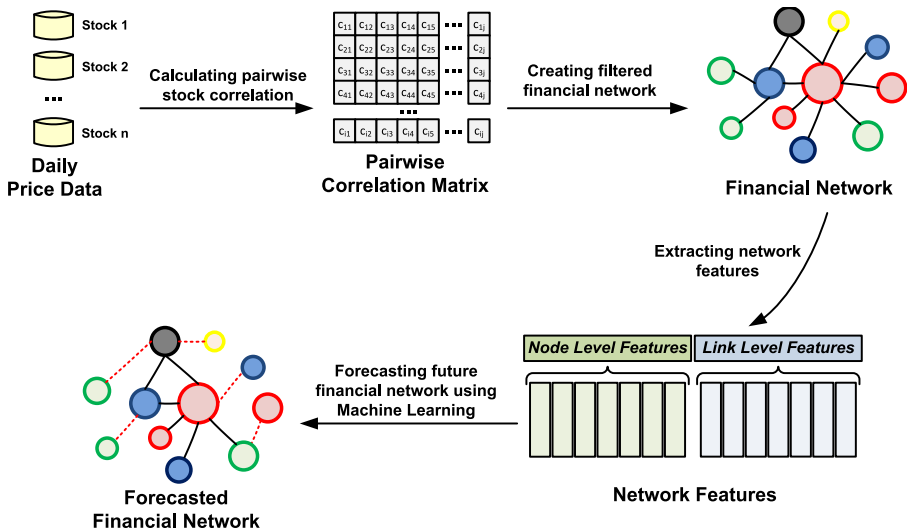 Stock 1
Stock 2
...
Stock n
Daily
Price Data
Calculating pairwise
stock correlation
c11 c12 c13 c14 c15 ... c1j
c21 c22 c23 c24 c25 ... c2j
c31 c32 c33 c34 c35 ... c3j
c41 c42 c43 c44 c45 ... c4j
...
ci1 ci2 ci3 ci4 ci5 ... cij
Pairwise
Correlation Matrix
Creating filtered
financial network
Financial Network
Extracting network
features
Node Level Features
Link Level Features
Network Features
Forecasting future
financial network using
Machine Learning
Forecasted
Financial Network